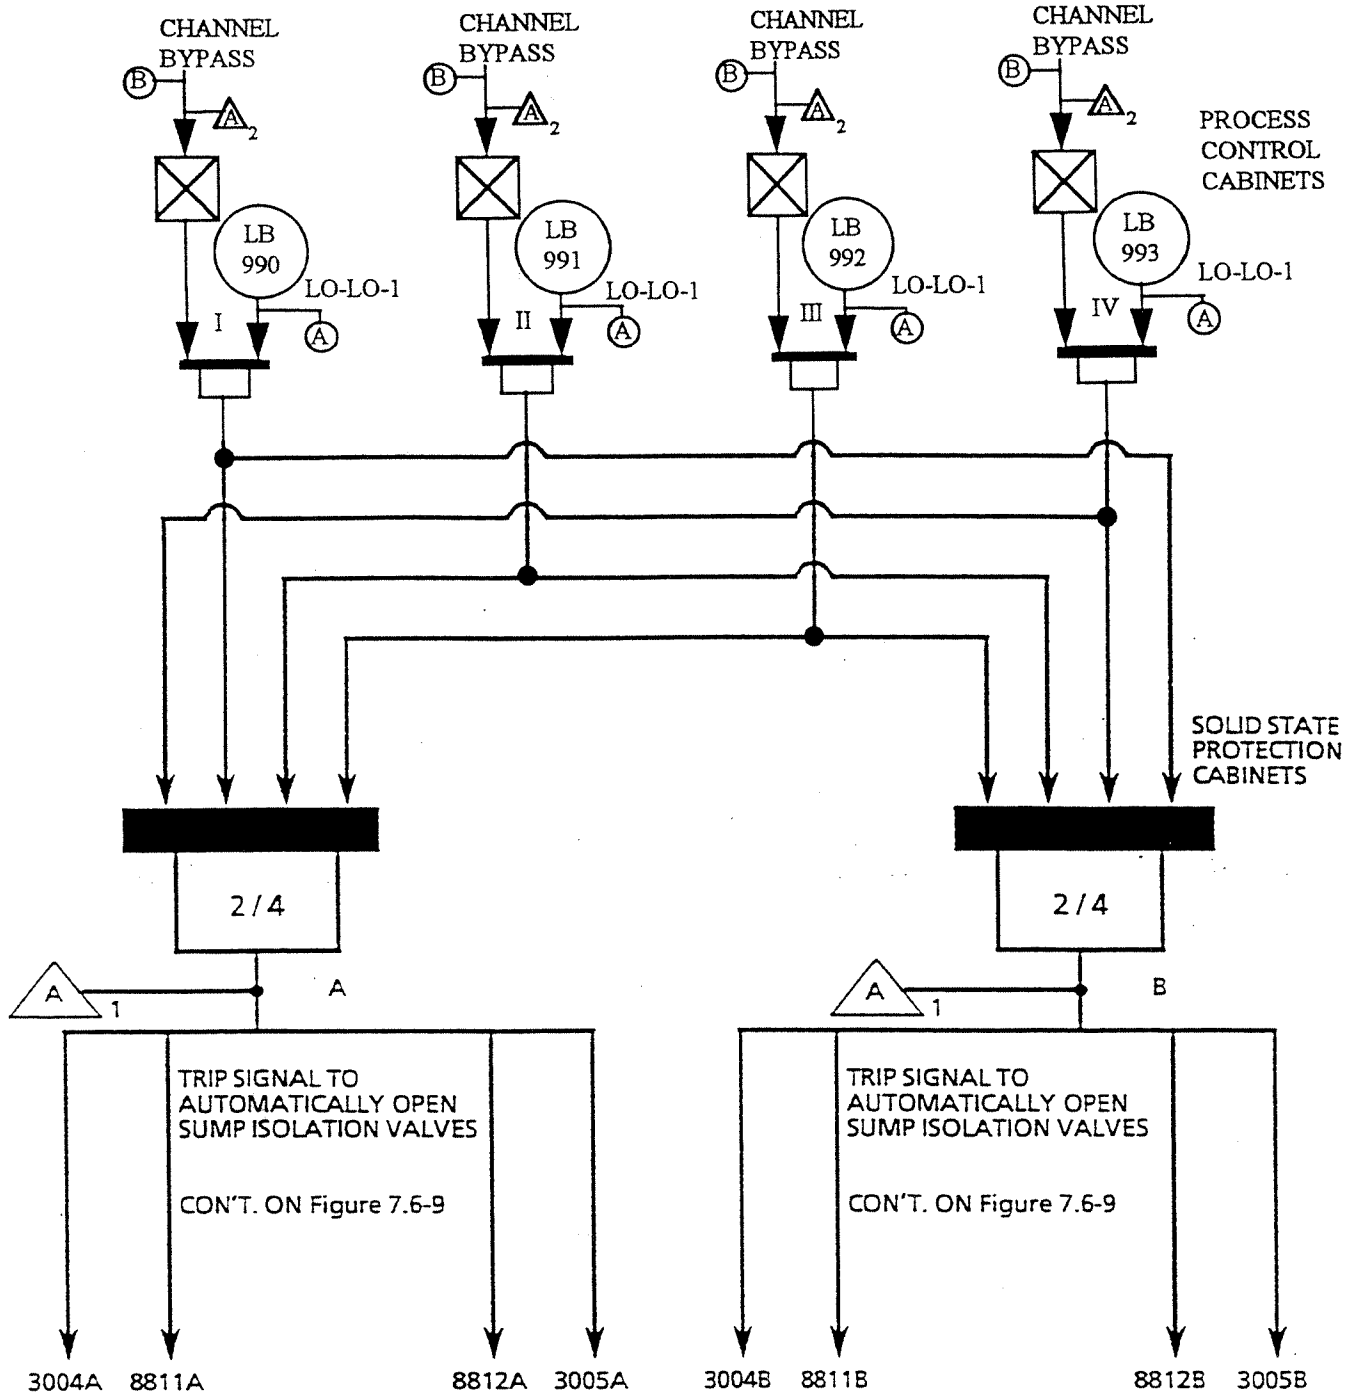 CHANNEL
BYPASS
B
A
2
CHANNEL
BYPASS
B
A
2
CHANNEL
BYPASS
B
A
2
CHANNEL
BYPASS
B
A
2
PROCESS
CONTROL
CABINETS
LB
990
LO-LO-1
A
I
LB
991
LO-LO-1
A
II
LB
992
LO-LO-1
A
III
LB
993
LO-LO-1
A
IV
SOLID STATE
PROTECTION
CABINETS
2/4
2/4
A
1
A
A
1
B
TRIP SIGNAL TO
AUTOMATICALLY OPEN
SUMP ISOLATION VALVES
CON'T. ON Figure 7.6-9
TRIP SIGNAL TO
AUTOMATICALLY OPEN
SUMP ISOLATION VALVES
CON'T. ON Figure 7.6-9
3004A
8811A
8812A
3005A
3004B
8811B
8812B
3005B